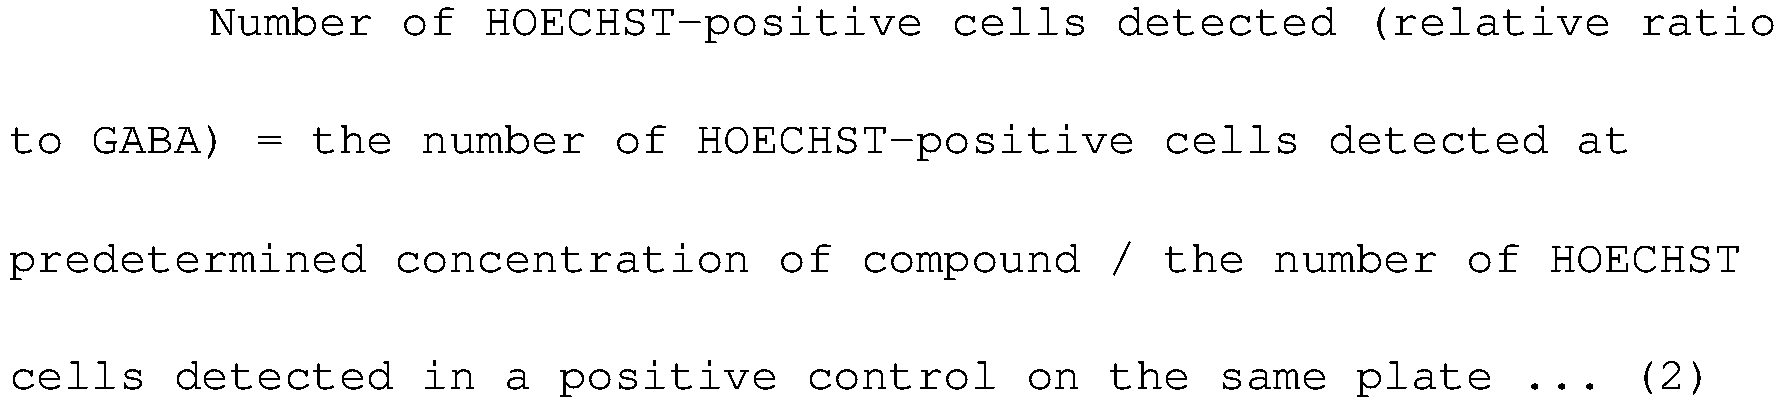 Number of HOECHST-positive cells detected (relative ratio
to GABA) = the number of HOECHST-positive cells detected at
predetermined concentration of compound / the number of HOECHST
cells detected in a positive control on the same plate ... (2)